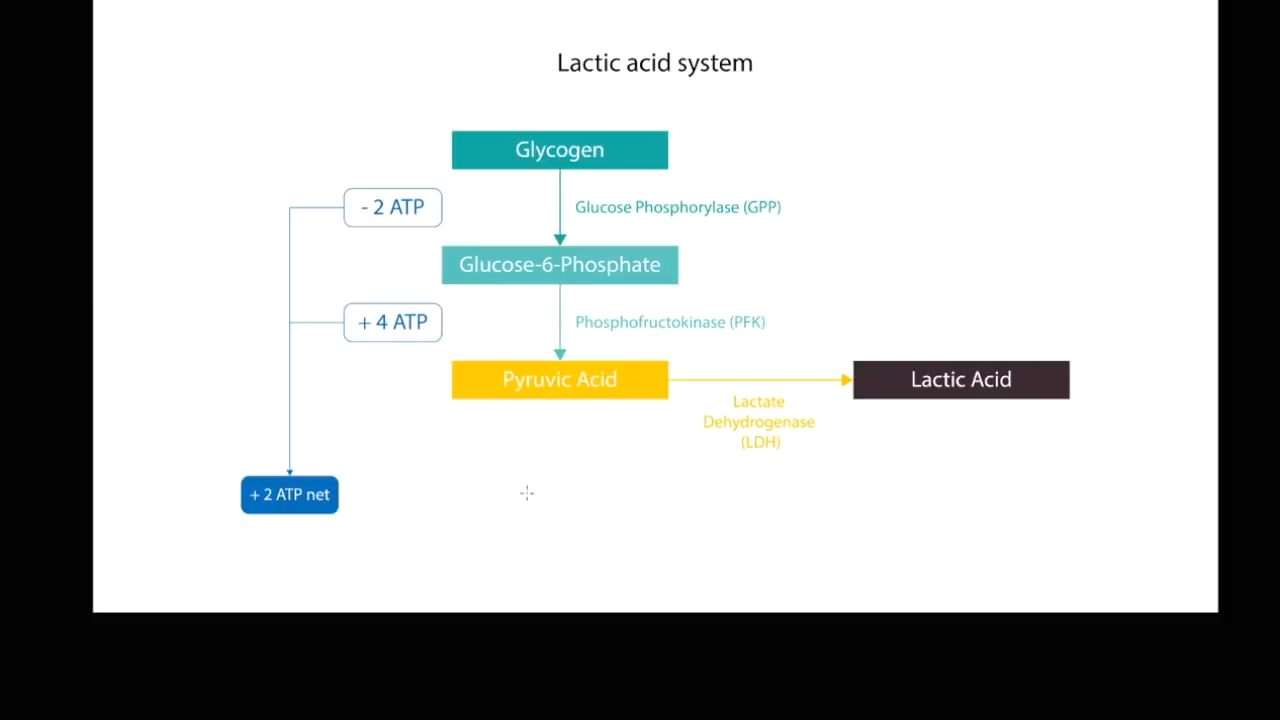 Lactic acid system
Glycogen
- 2 ATP
Glucose Phosphorylase (GPP)
Glucose-6-Phosphate
+ 4 ATP
Phosphofructokinase (PFK)
Pyruvic Acid
Lactic Acid
Lactate
Dehydrogenase
(LDH)
+ 2 ATP net